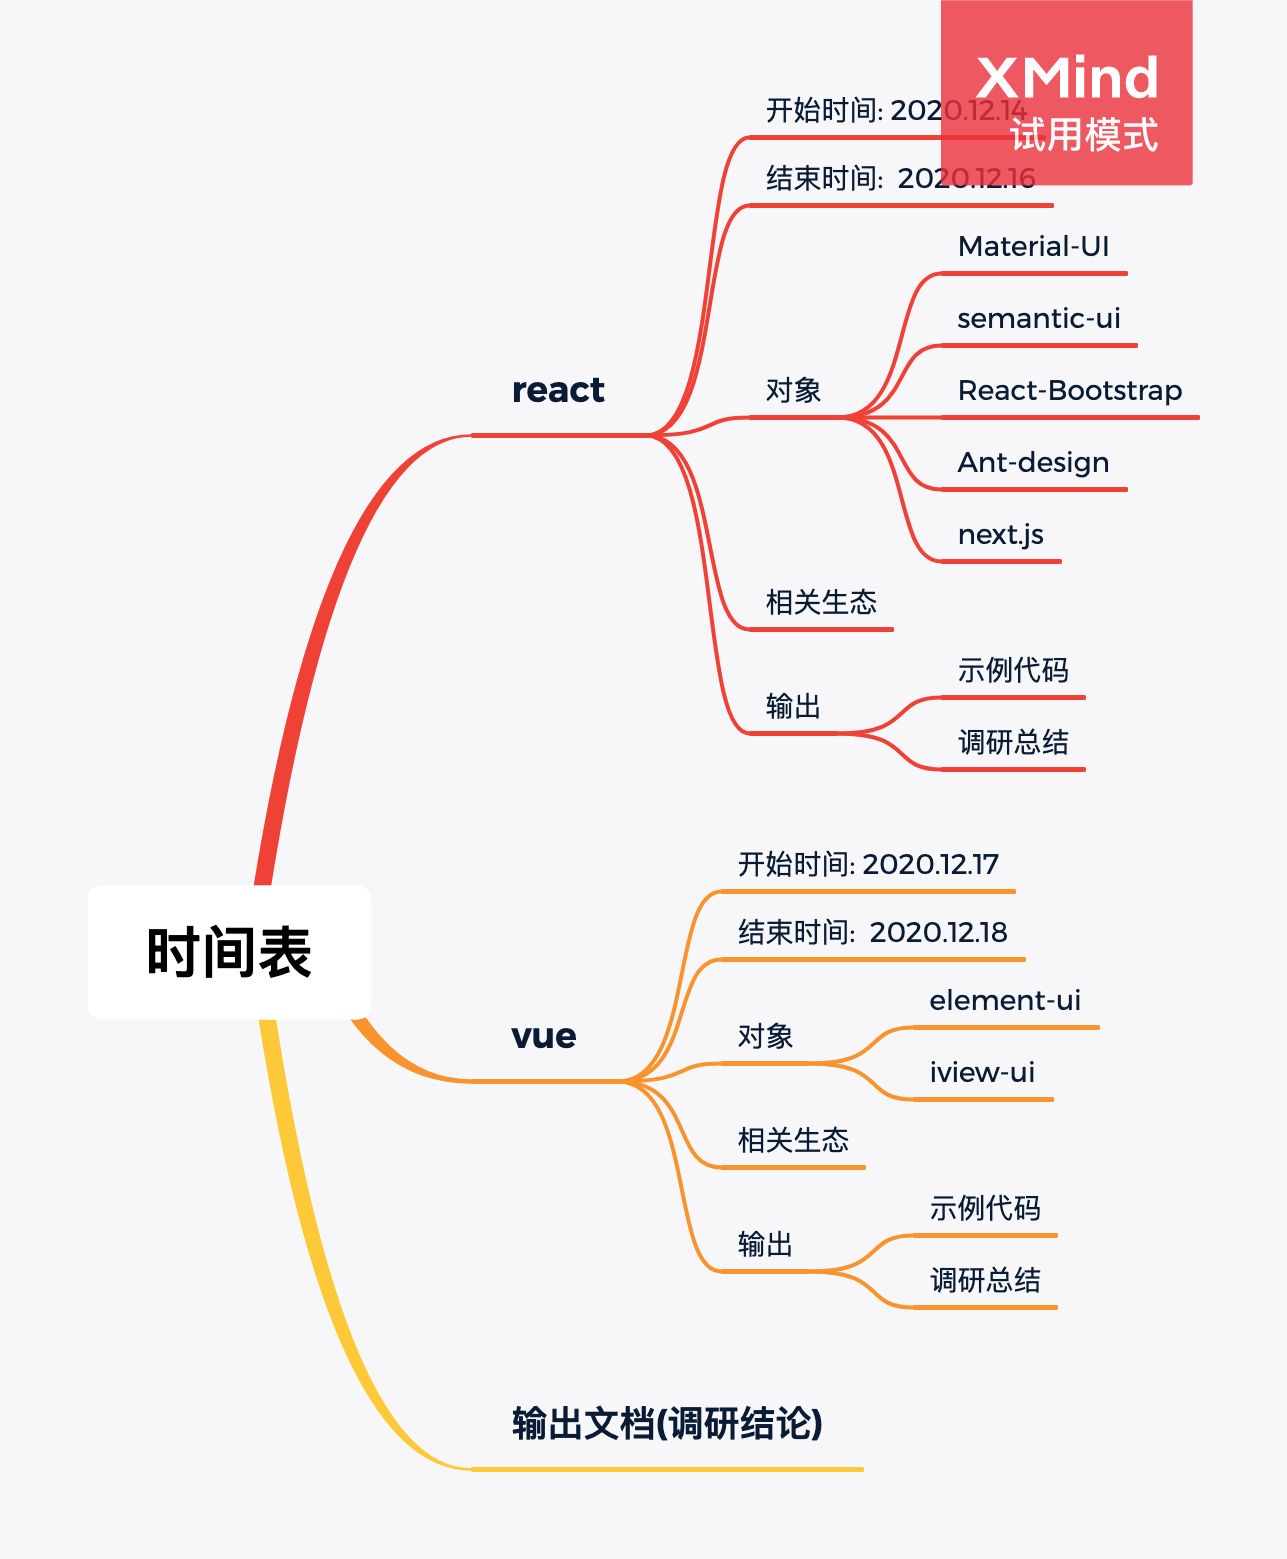 XMind
试用模式
开始时间: 2020.12.14
结束时间:  2020.12.16
Material-UI
semantic-ui
react
对象
React-Bootstrap
Ant-design
next.js
相关生态
示例代码
输出
调研总结
开始时间: 2020.12.17
时间表
结束时间:  2020.12.18
element-ui
vue
对象
iview-ui
相关生态
示例代码
输出
调研总结
输出文档(调研结论)